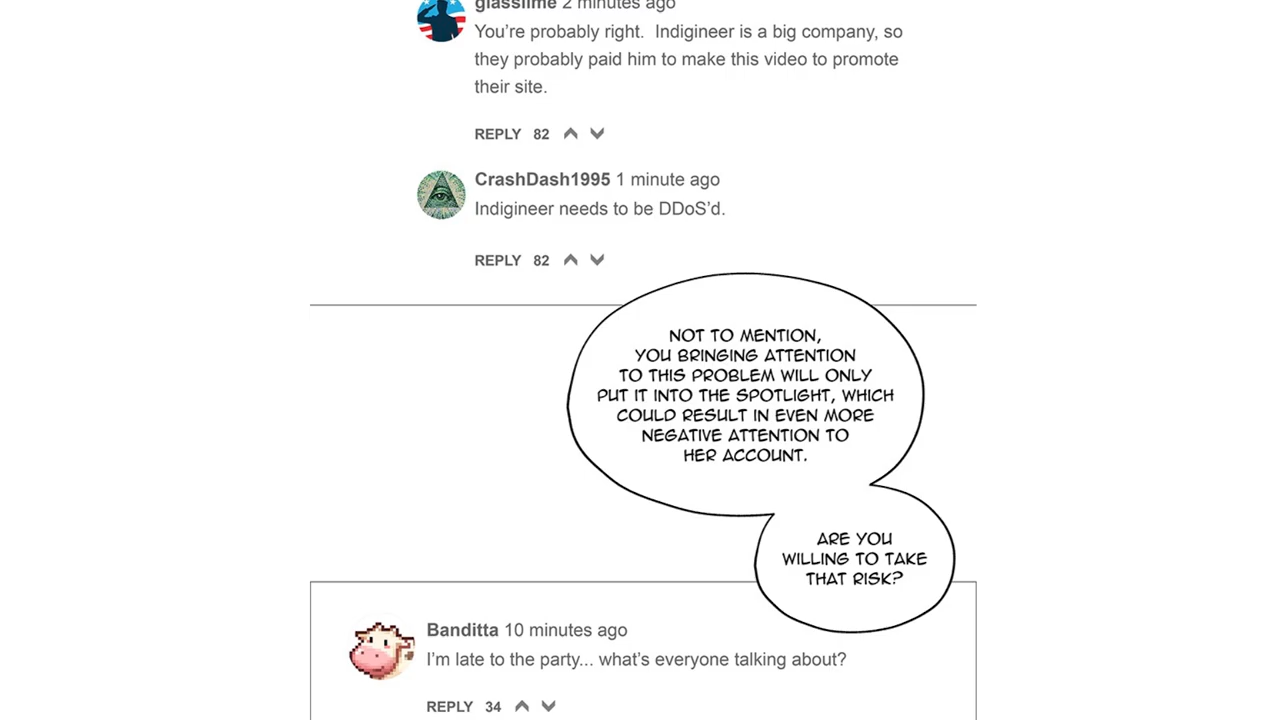 glasslime 2 minutes ago
You're probably right.  Indigineer is a big company, so
they probably paid him to make this video to promote
their site.
REPLY 82
CrashDash1995 1 minute ago
Indigineer needs to be DDoS'd.
REPLY 82
NOT TO MENTION,
YOU BRINGING ATTENTION
TO THIS PROBLEM WILL ONLY
PUT IT INTO THE SPOTLIGHT, WHICH
COULD RESULT IN EVEN MORE
NEGATIVE ATTENTION TO
HER ACCOUNT.
ARE YOU
WILLING TO TAKE
THAT RISK?
Banditta 10 minutes ago
I'm late to the party... what's everyone talking about?
REPLY 34